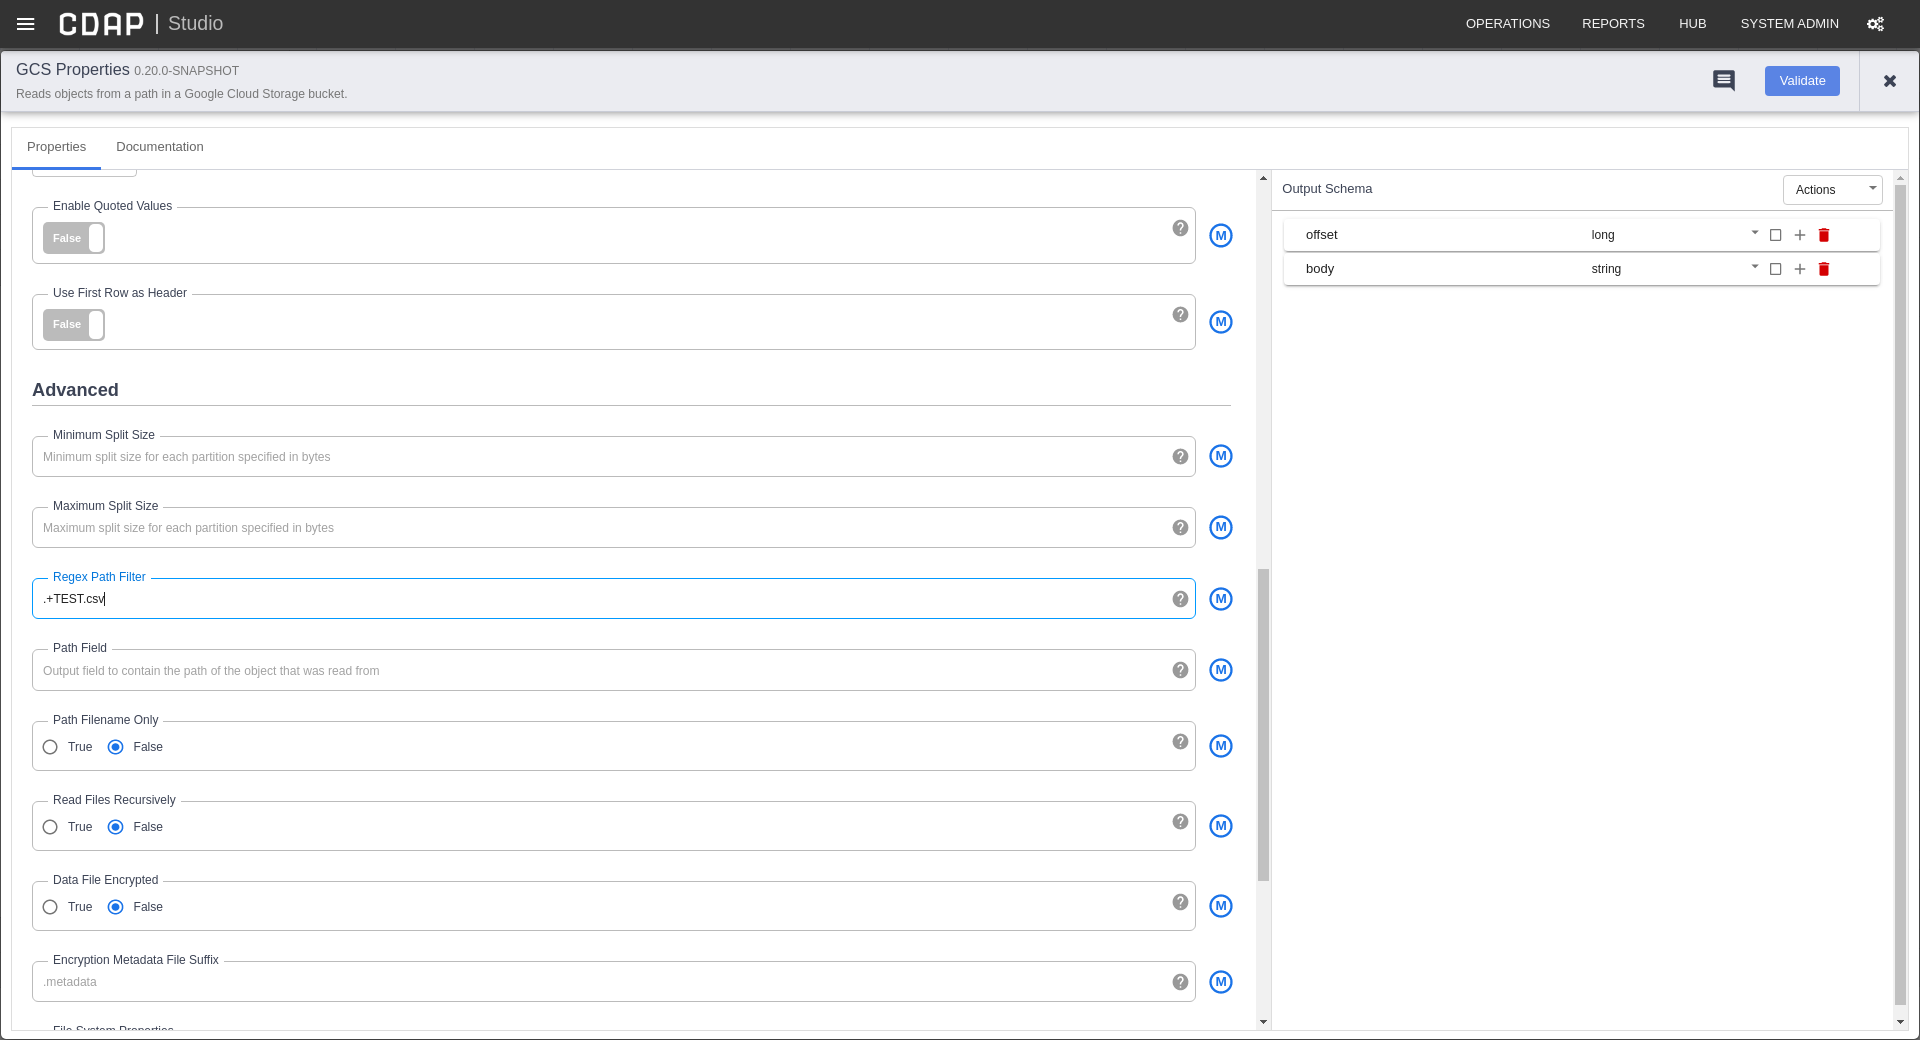 CDAP | Studio
OPERATIONS REPORTS HUB SYSTEM ADMIN
GCS Properties 0.20.0-SNAPSHOT
Reads objects from a path in a Google Cloud Storage bucket.
Validate
Properties Documentation
Output Schema
Actions
offset long
body string
Enable Quoted Values
False
M
Use First Row as Header
False
M
Advanced
Minimum Split Size
Minimum split size for each partition specified in bytes
M
Maximum Split Size
Maximum split size for each partition specified in bytes
M
Regex Path Filter
.+TEST.csv
M
Path Field
Output field to contain the path of the object that was read from
M
Path Filename Only
True False
M
Read Files Recursively
True False
M
Data File Encrypted
True False
M
Encryption Metadata File Suffix
.metadata
M
File System Properties